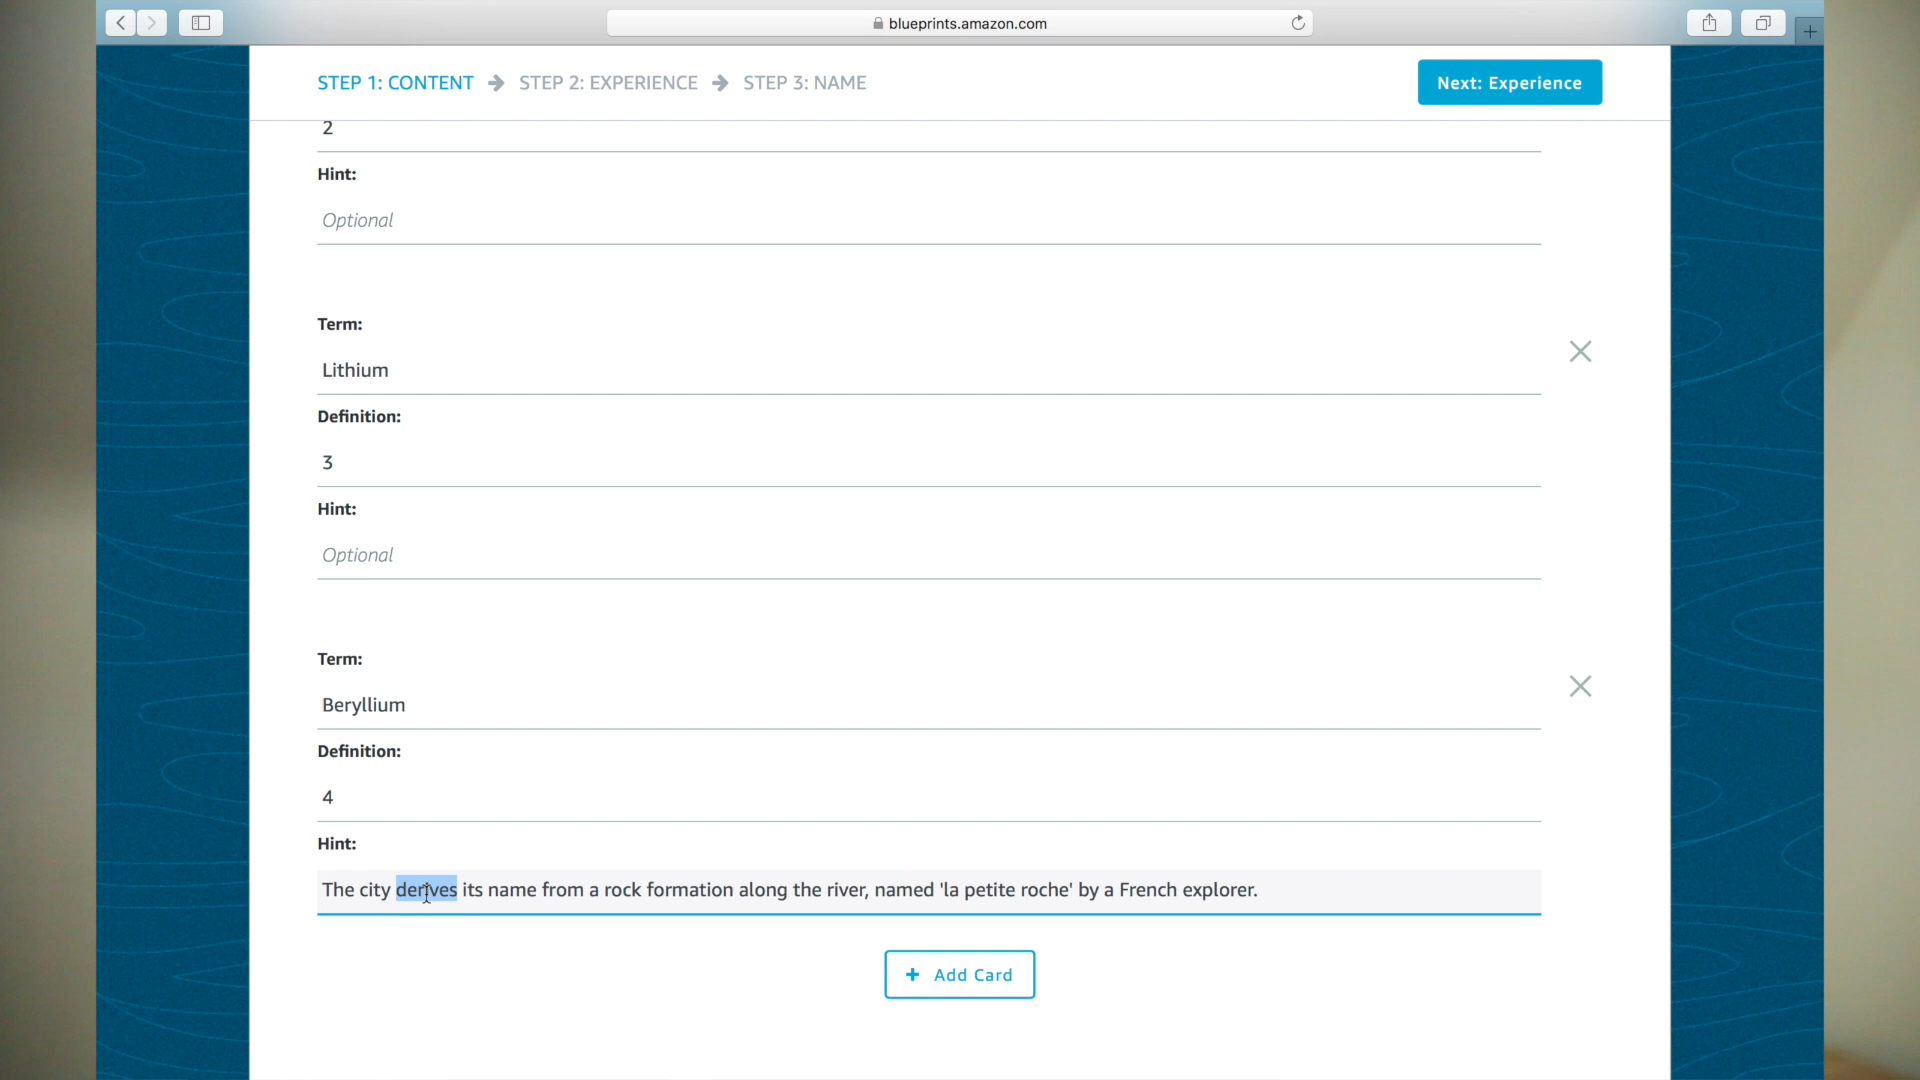 blueprints.amazon.com
STEP 1: CONTENT → STEP 2: EXPERIENCE → STEP 3: NAME
Next: Experience
2
Hint:
Optional
Term:
Lithium
Definition:
3
Hint:
Optional
Term:
Beryllium
Definition:
4
Hint:
The city derives its name from a rock formation along the river, named 'la petite roche' by a French explorer.
+ Add Card